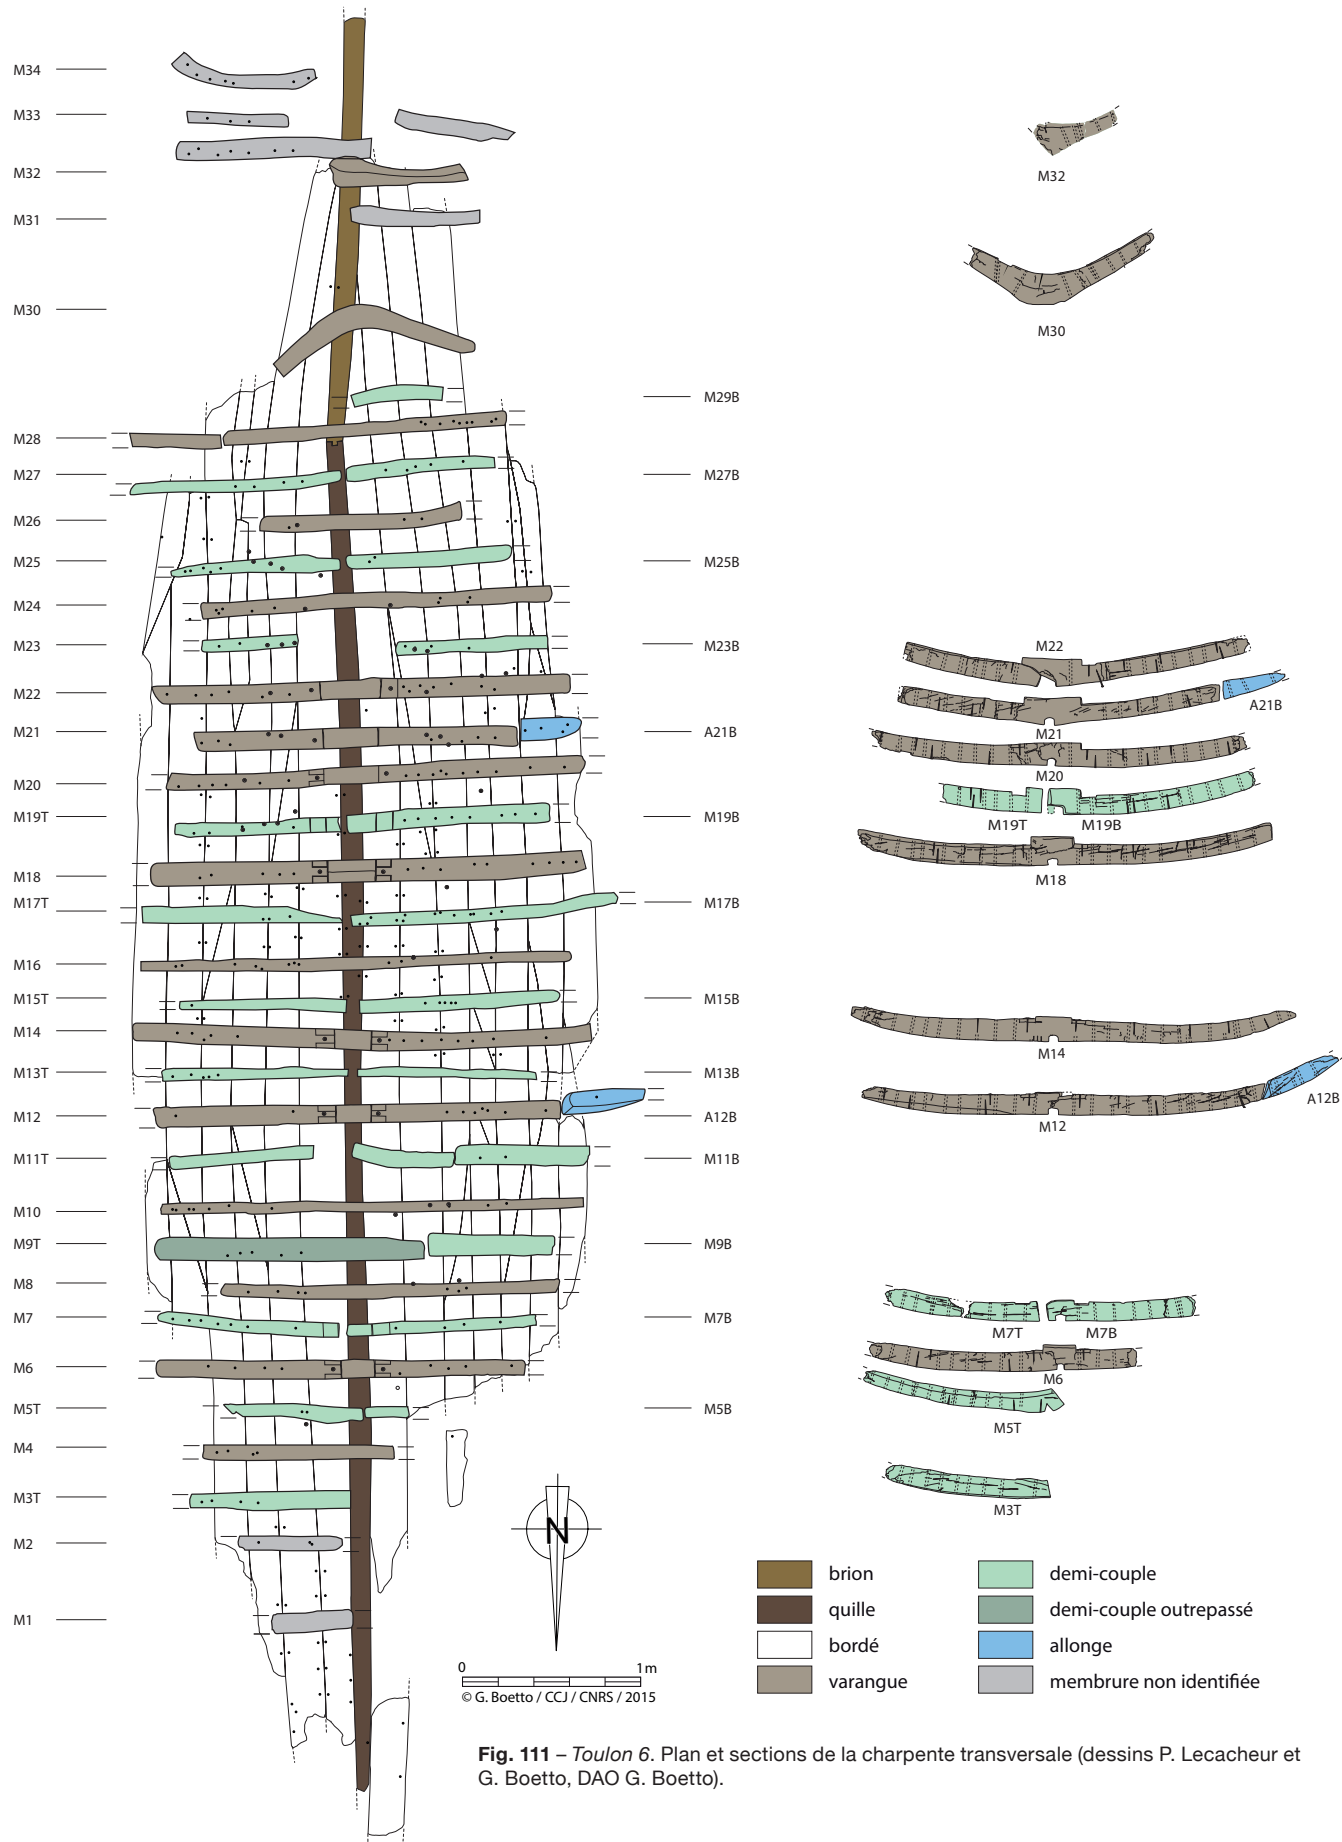 M34
M33
M32
M31
M30
M28
M27
M26
M25
M24
M23
M22
M21
M20
M19T
M18
M17T
M16
M15T
M14
M13T
M12
M11T
M10
M9T
M8
M7
M6
M5T
M4
M3T
M2
M1
M29B
M27B
M25B
M23B
A21B
M19B
M17B
M15B
M13B
A12B
M11B
M9B
M7B
M5B
M32
M30
M22
A21B
M21
M20
M19T M19B
M18
M14
A12B
M12
M7T M7B
M6
M5T
M3T
N
0 1 m
© G. Boetto / CCJ / CNRS / 2015
brion
quille
bordé
varangue
demi-couple
demi-couple outrepassé
allonge
membrure non identifiée
Fig. 111 – Toulon 6. Plan et sections de la charpente transversale (dessins P. Lecacheur et
G. Boetto, DAO G. Boetto).